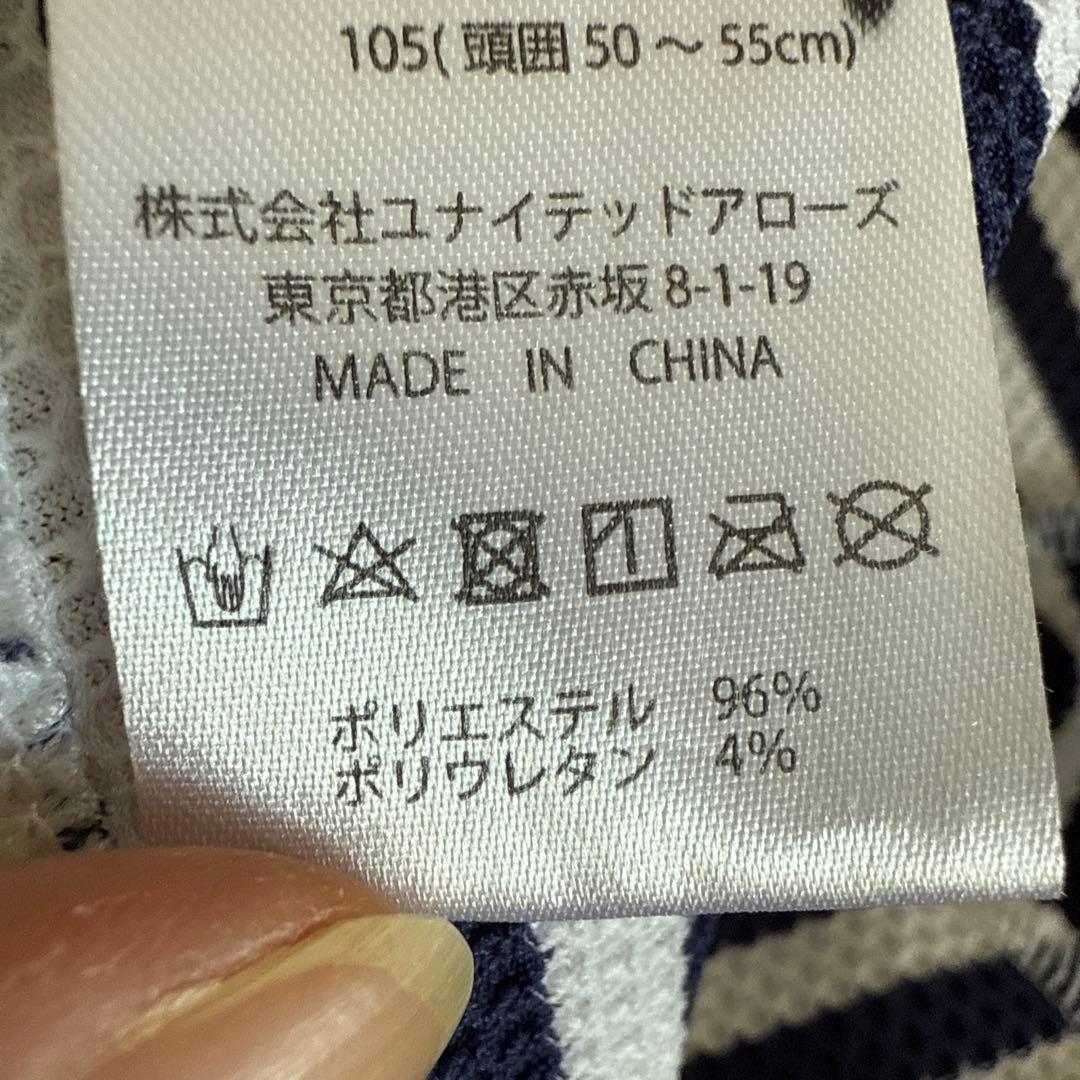 105(頭囲 50～55cm)
株式会社ユナイテッドアローズ
東京都港区赤坂 8-1-19
MADE IN CHINA
ポリエステル 96%
ポリウレタン 4%